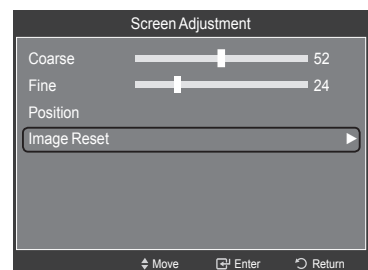 Screen Adjustment
Coarse 52
Fine 24
Position
Image Reset
Move Enter Return